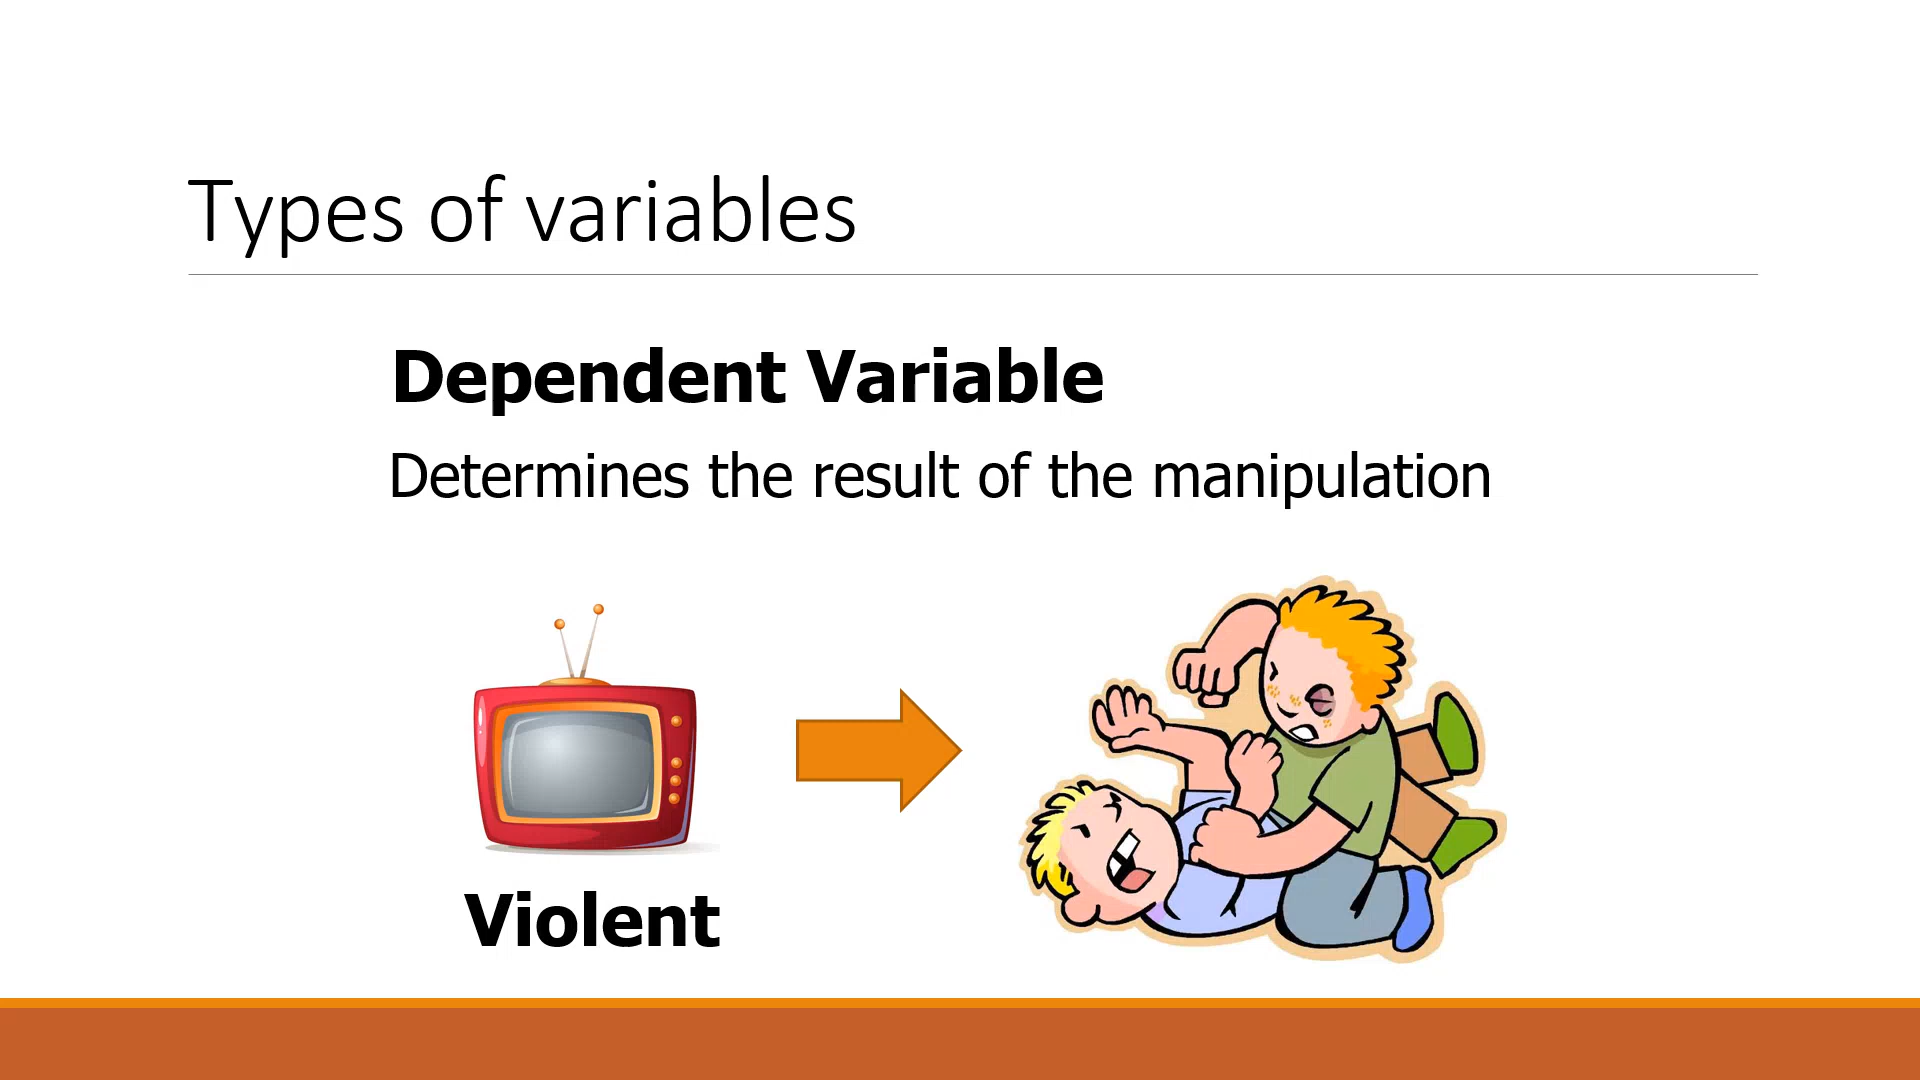 Types of variables
Dependent Variable
Determines the result of the manipulation
Violent